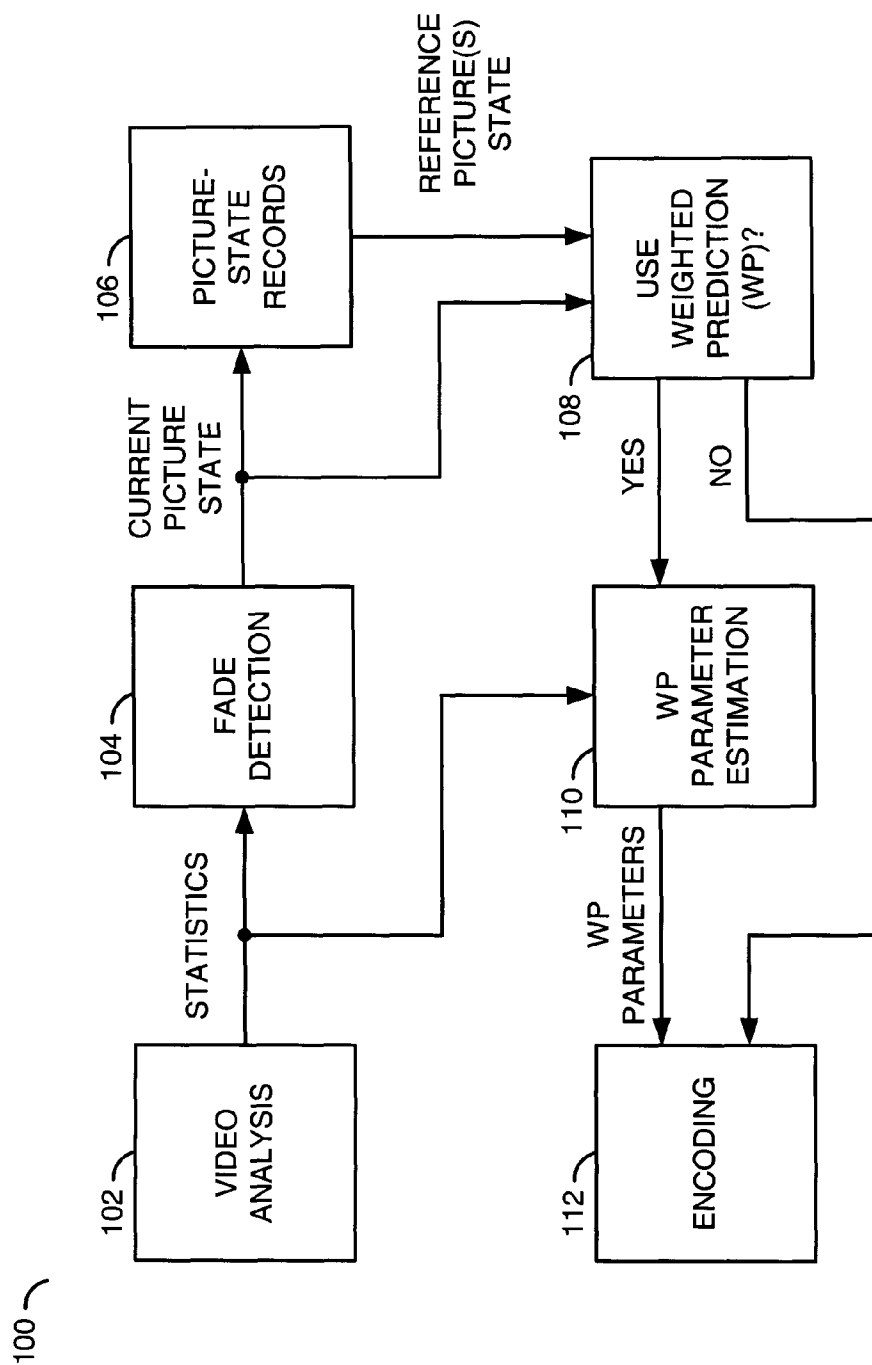 100
102
VIDEO
ANALYSIS
STATISTICS
104
FADE
DETECTION
CURRENT
PICTURE
STATE
106
PICTURE-
STATE
RECORDS
REFERENCE
PICTURE(S)
STATE
108
USE
WEIGHTED
PREDICTION
(WP)?
YES
NO
110
WP
PARAMETER
ESTIMATION
WP
PARAMETERS
112
ENCODING